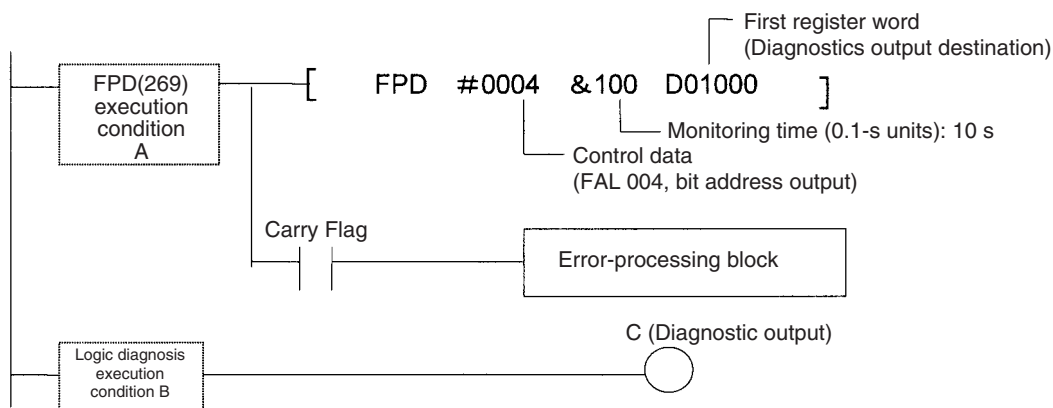 First register word
(Diagnostics output destination)
FPD(269)
execution
condition
A
[ FPD #0004 &100 D01000 ]
Monitoring time (0.1-s units): 10 s
Control data
(FAL 004, bit address output)
Carry Flag
Error-processing block
C (Diagnostic output)
Logic diagnosis
execution
condition B